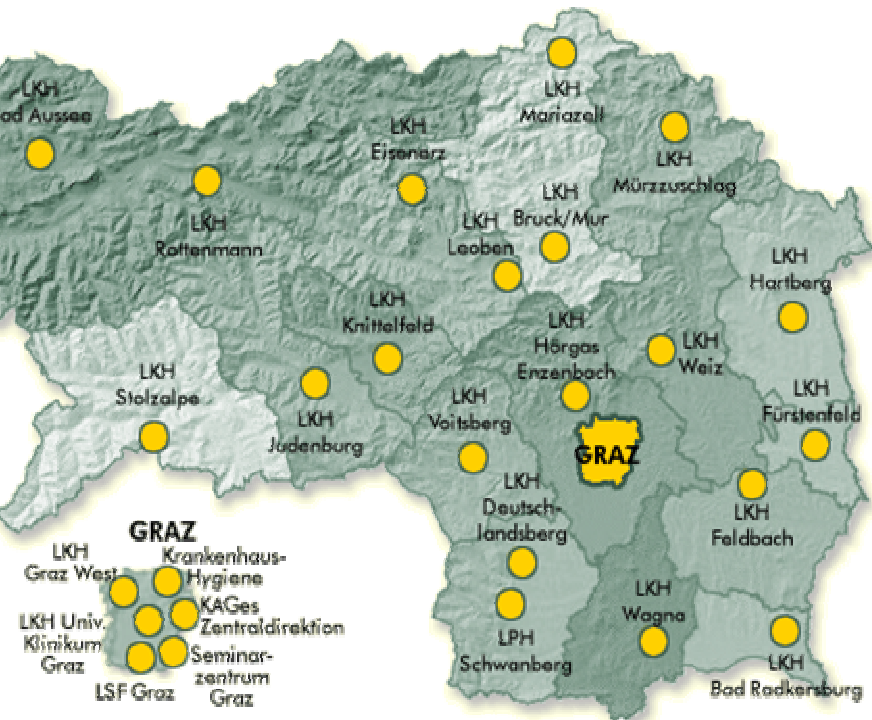 LKH
ad Aussee
LKH
Mariazell
LKH
Eisenerz
LKH
Mürzzuschlag
LKH
Rottenmann
LKH
Bruck/Mur
LKH
Leoben
LKH
Hartberg
LKH
Knittelfeld
LKH
Hörgas
Enzenbach
LKH
Weiz
LKH
Stolzalpe
LKH
Judenburg
LKH
Voitsberg
LKH
Fürstenfeld
GRAZ
LKH
Deutsch-
landsberg
LKH
Feldbach
LKH
Wagna
LPH
Schwanberg
LKH
Bad Radkersburg
GRAZ
LKH
Graz West
Krankenhaus-
Hygiene
KAGes
Zentraldirektion
LKH Univ.
Klinikum
Graz
Seminar-
zentrum
Graz
LSF Graz